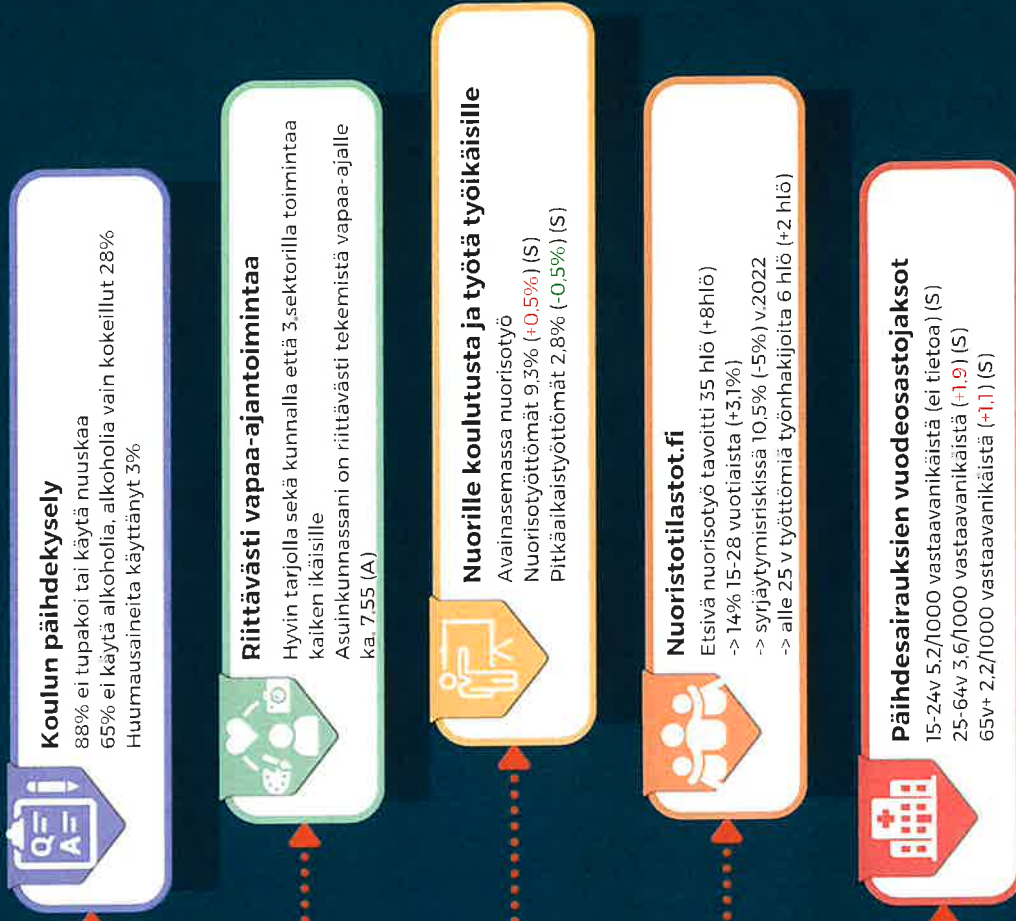 Koulun päihdekysely
88% ei tupakoi tai käytä nuuskaa
65% ei käytä alkoholia, alkoholia vain kokeillut 28%
Huumausaineita käyttänyt 3%
Riittävästi vapaa-ajantoimintaa
Hyvin tarjolla sekä kunnalla että 3.sektorilla toimintaa
kaiken ikäisille
Asuinkunnassani on riittävästi tekemistä vapaa-ajalle
ka. 7.55 (A)
Nuorille koulutusta ja työtä työikäisille
Avainasemassa nuorisotyö
Nuorisotyöttömät 9,3% (+0,5%) (S)
Pitkäaikaistyöttömät 2,8% (-0,5%) (S)
Nuoristotilastot.fi
Etsivä nuorisotyö tavoitti 35 hlö (+8hlö)
-> 14% 15-28 vuotiaista (+3,1%)
-> syrjäytymisriskissä 10,5% (-5%) v.2022
-> alle 25 v työttömiä työnhakijoita 6 hlö (+2 hlö)
Päihdesairauksien vuodeosastojaksot
15-24v 5,2/1000 vastaavanikäistä (ei tietoa) (S)
25-64v 3,6/1000 vastaavanikäistä (+1,9) (S)
65v+ 2,2/1000 vastaavanikäistä (+1,1) (S)
Q
A